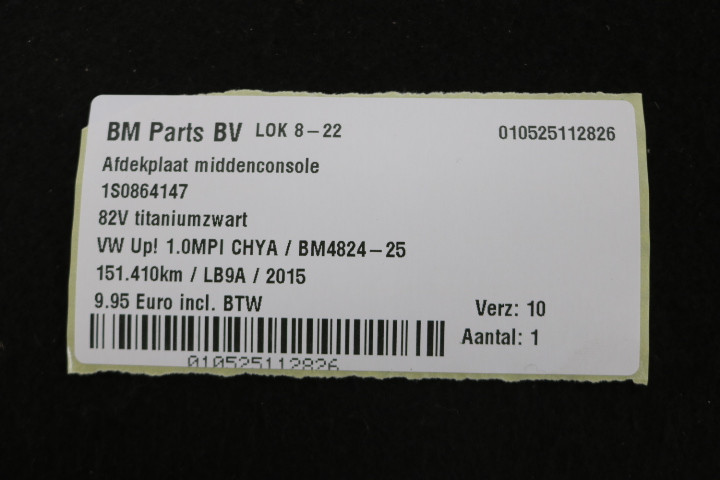 BM Parts BV LOK 8-22 010525112826
Afdekplaat middenconsole
1S0864147
82V titaniumzwart
VW Up! 1.0MPI CHYA / BM4824-25
151.410km / LB9A / 2015
9.95 Euro incl. BTW Verz: 10
Aantal: 1
010525112826